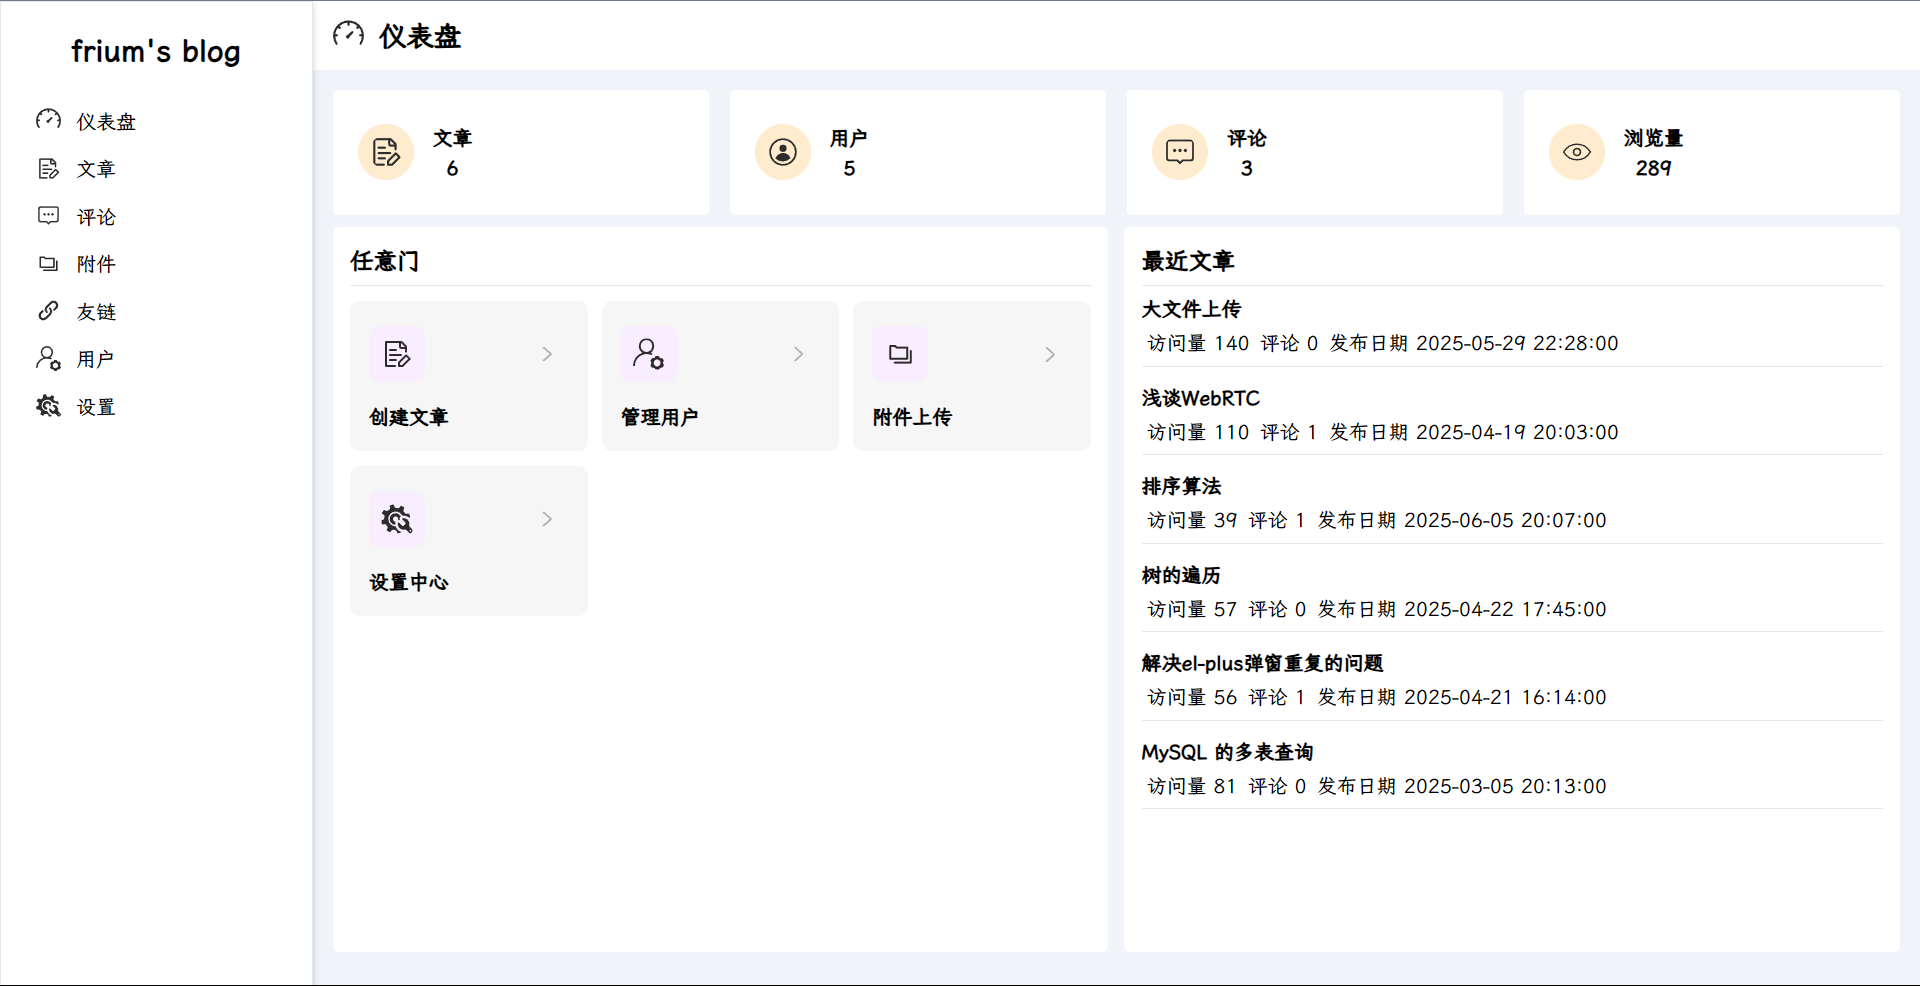 frium's blog
仪表盘
文章
评论
附件
友链
用户
设置
仪表盘
文章
6
用户
5
评论
3
浏览量
289
任意门
创建文章
管理用户
附件上传
设置中心
最近文章
大文件上传
访问量 140 评论 0 发布日期 2025-05-29 22:28:00
浅谈WebRTC
访问量 110 评论 1 发布日期 2025-04-19 20:03:00
排序算法
访问量 39 评论 1 发布日期 2025-06-05 20:07:00
树的遍历
访问量 57 评论 0 发布日期 2025-04-22 17:45:00
解决el-plus弹窗重复的问题
访问量 56 评论 1 发布日期 2025-04-21 16:14:00
MySQL 的多表查询
访问量 81 评论 0 发布日期 2025-03-05 20:13:00